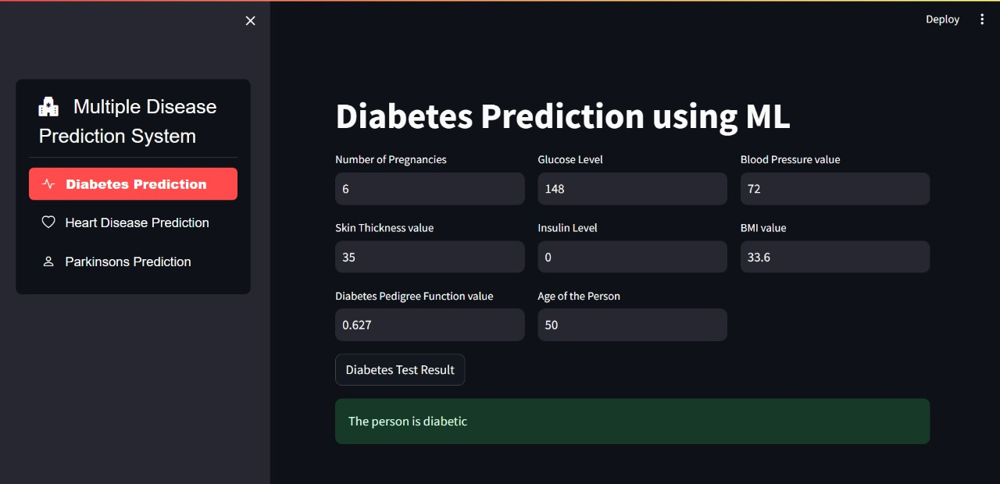 Multiple Disease
Prediction System
Diabetes Prediction
Heart Disease Prediction
Parkinsons Prediction
Deploy
Diabetes Prediction using ML
Number of Pregnancies
Glucose Level
Blood Pressure value
6
148
72
Skin Thickness value
Insulin Level
BMI value
35
0
33.6
Diabetes Pedigree Function value
Age of the Person
0.627
50
Diabetes Test Result
The person is diabetic